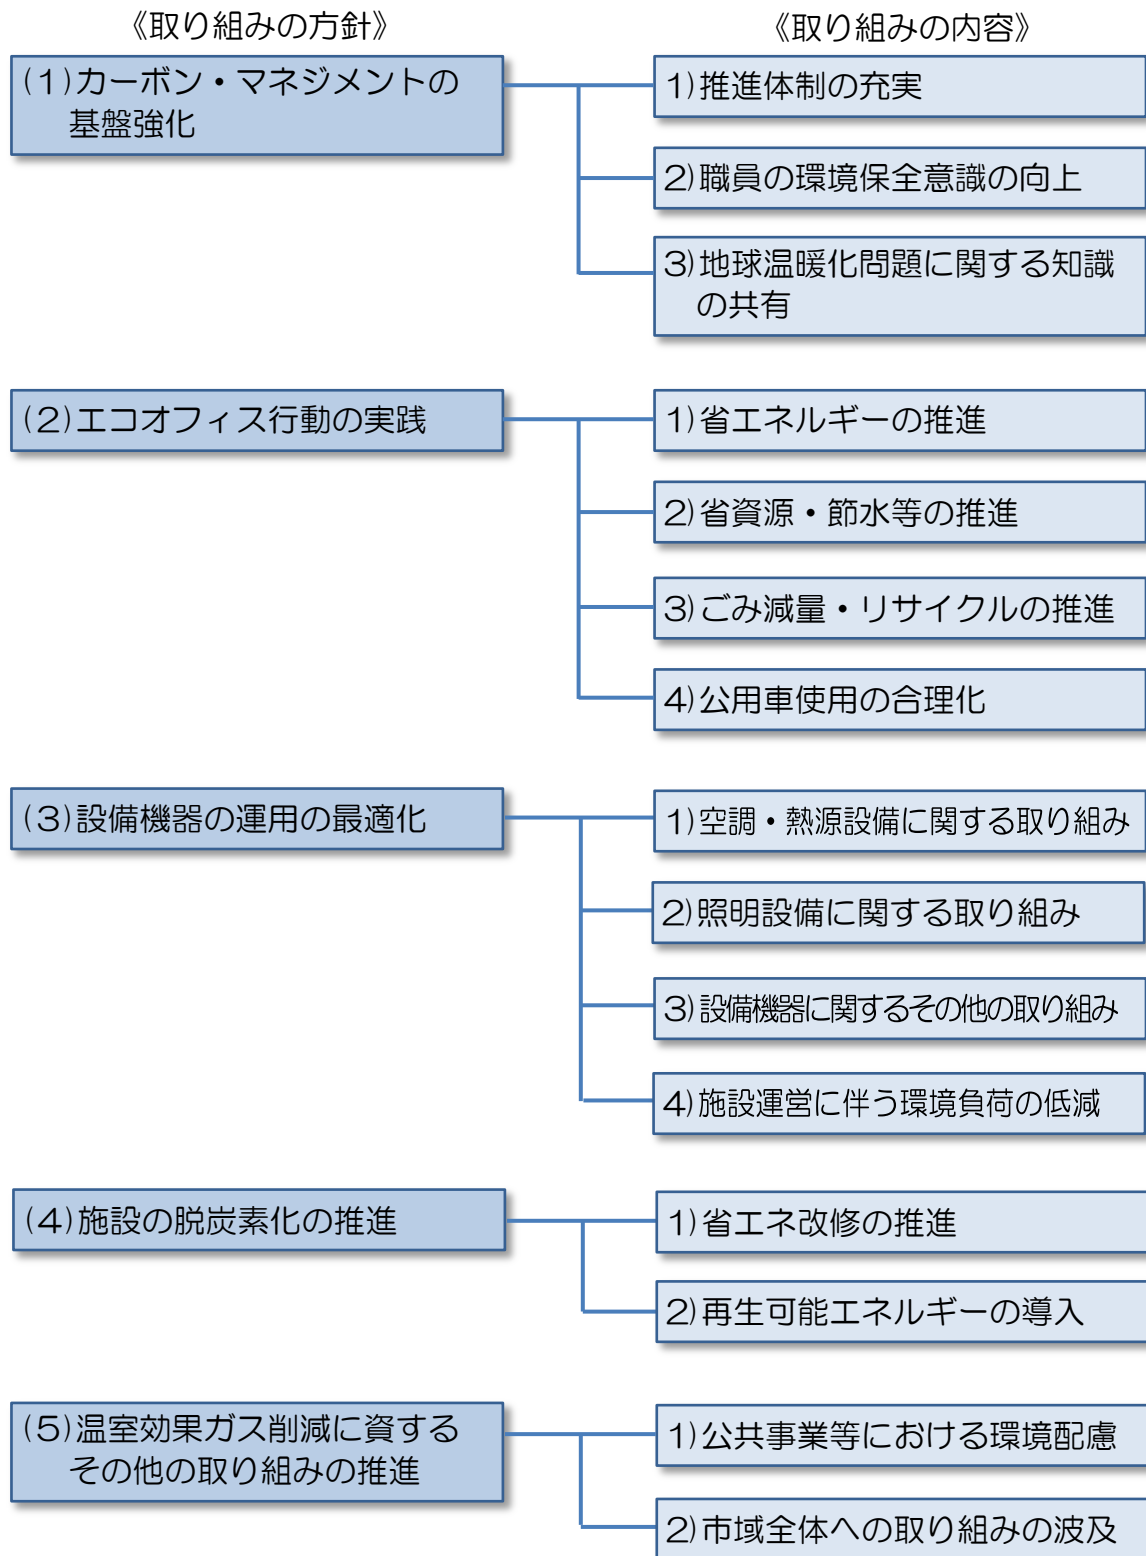 《取り組みの方針》
《取り組みの内容》
(1)カーボン・マネジメントの
基盤強化
1)推進体制の充実
2)職員の環境保全意識の向上
3)地球温暖化問題に関する知識
の共有
(2)エコオフィス行動の実践
1)省エネルギーの推進
2)省資源・節水等の推進
3)ごみ減量・リサイクルの推進
4)公用車使用の合理化
(3)設備機器の運用の最適化
1)空調・熱源設備に関する取り組み
2)照明設備に関する取り組み
3)設備機器に関するその他の取り組み
4)施設運営に伴う環境負荷の低減
(4)施設の脱炭素化の推進
1)省エネ改修の推進
2)再生可能エネルギーの導入
(5)温室効果ガス削減に資する
その他の取り組みの推進
1)公共事業等における環境配慮
2)市域全体への取り組みの波及